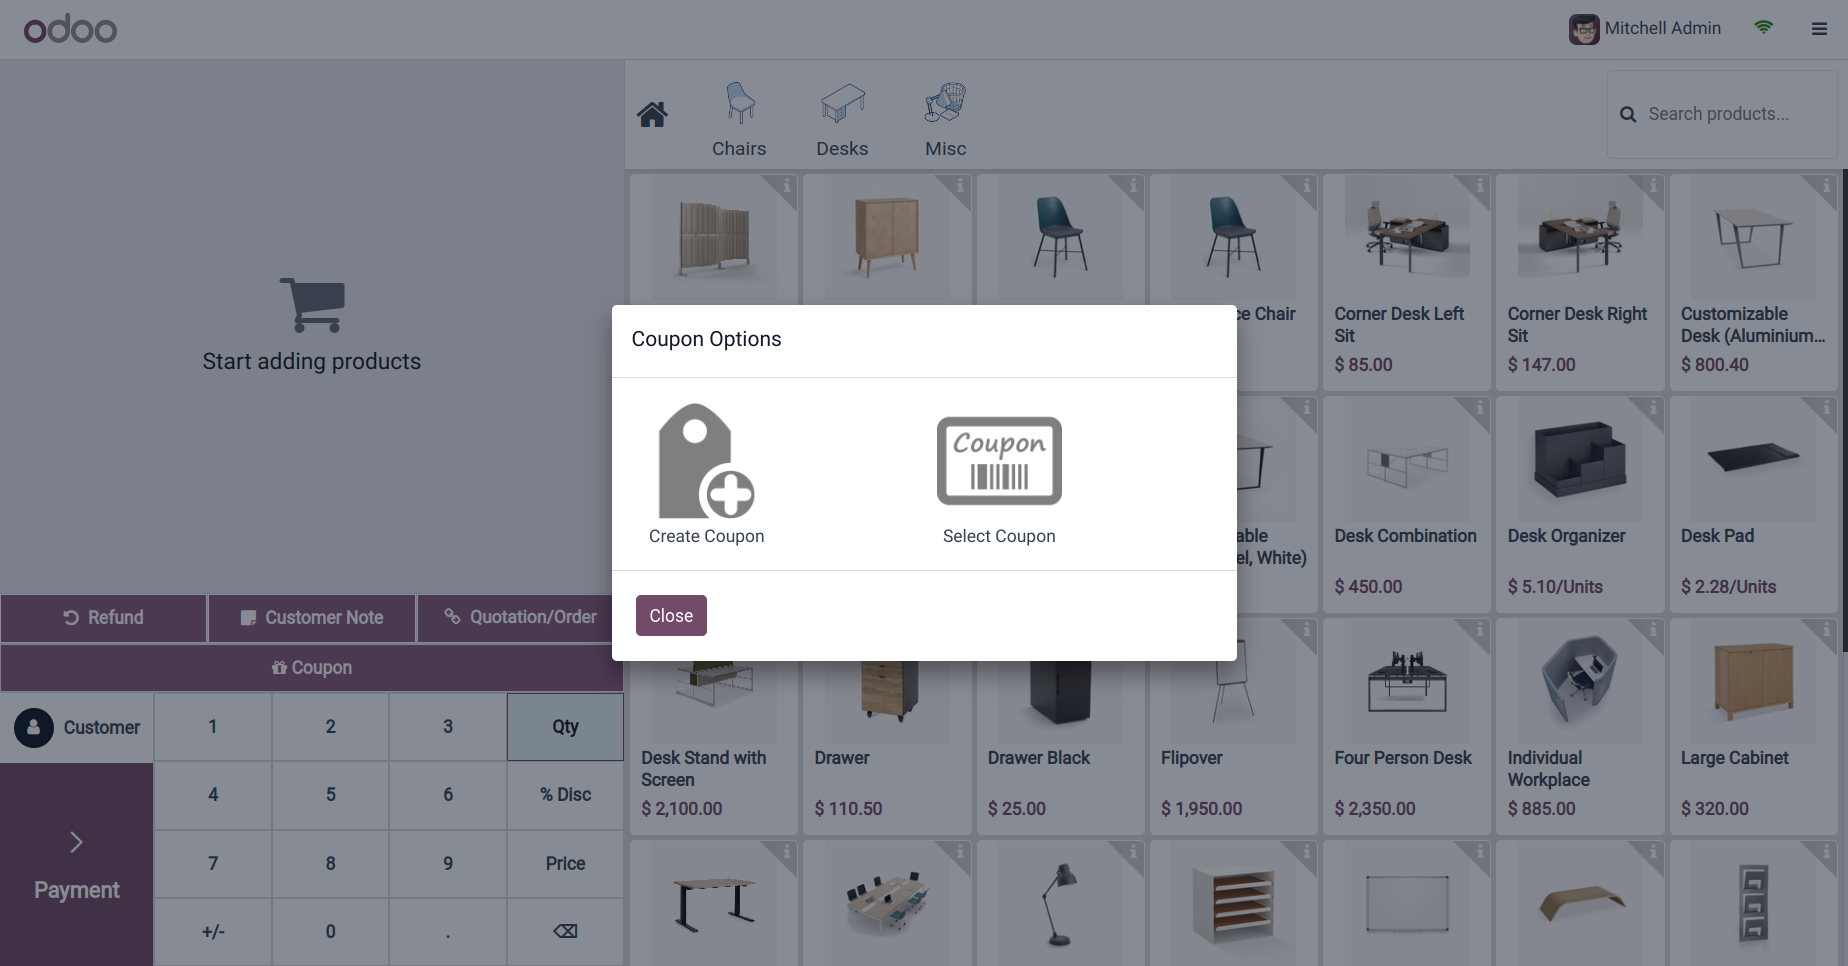 odoo
Mitchell Admin
Chairs
Desks
Misc
Search products...
Start adding products
ce Chair
Corner Desk Left
Sit
$ 85.00
Corner Desk Right
Sit
$ 147.00
Customizable
Desk (Aluminium...
$ 800.40
Coupon Options
Coupon
Create Coupon
Select Coupon
Close
able
el, White)
Desk Combination
$ 450.00
Desk Organizer
$ 5.10/Units
Desk Pad
$ 2.28/Units
Refund
Customer Note
Quotation/Order
Coupon
Customer
1
2
3
Qty
4
5
6
% Disc
7
8
9
Price
+/-
0
.
⌫
Payment
Desk Stand with
Screen
$ 2,100.00
Drawer
$ 110.50
Drawer Black
$ 25.00
Flipover
$ 1,950.00
Four Person Desk
$ 2,350.00
Individual
Workplace
$ 885.00
Large Cabinet
$ 320.00